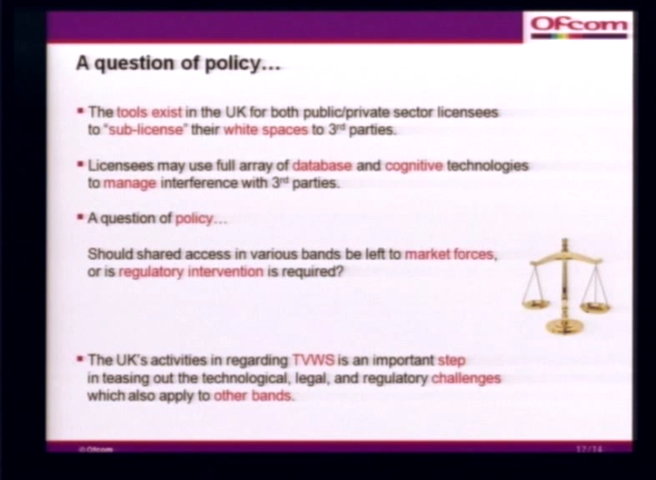 Ofcom
A question of policy...
▪ The tools exist in the UK for both public/private sector licensees
to "sub-license" their white spaces to 3rd parties.
▪ Licensees may use full array of database and cognitive technologies
to manage interference with 3rd parties.
▪ A question of policy...
Should shared access in various bands be left to market forces,
or is regulatory intervention is required?
▪ The UK's activities in regarding TVWS is an important step
in teasing out the technological, legal, and regulatory challenges
which also apply to other bands.
© Ofcom